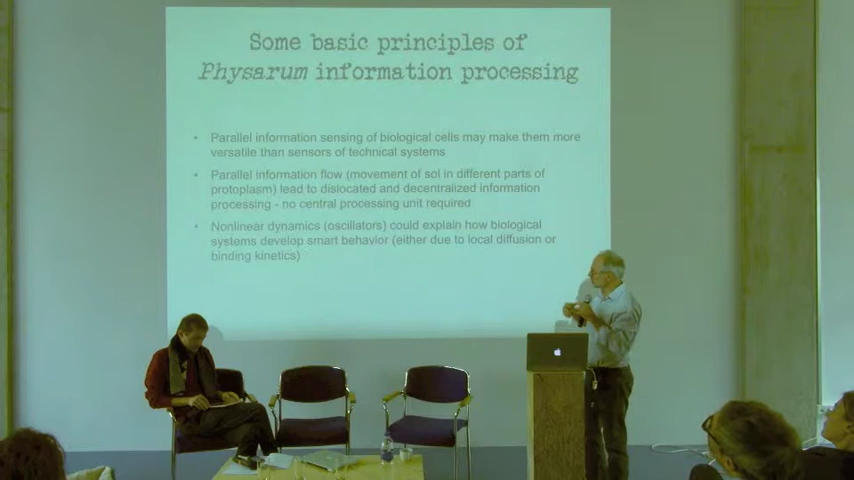 Some basic principles of
Physarum information processing
• Parallel information sensing of biological cells may make them more
versatile than sensors of technical systems
• Parallel information flow (movement of sol in different parts of
protoplasm) lead to dislocated and decentralized information
processing - no central processing unit required
• Nonlinear dynamics (oscillators) could explain how biological
systems develop smart behavior (either due to local diffusion or
binding kinetics)